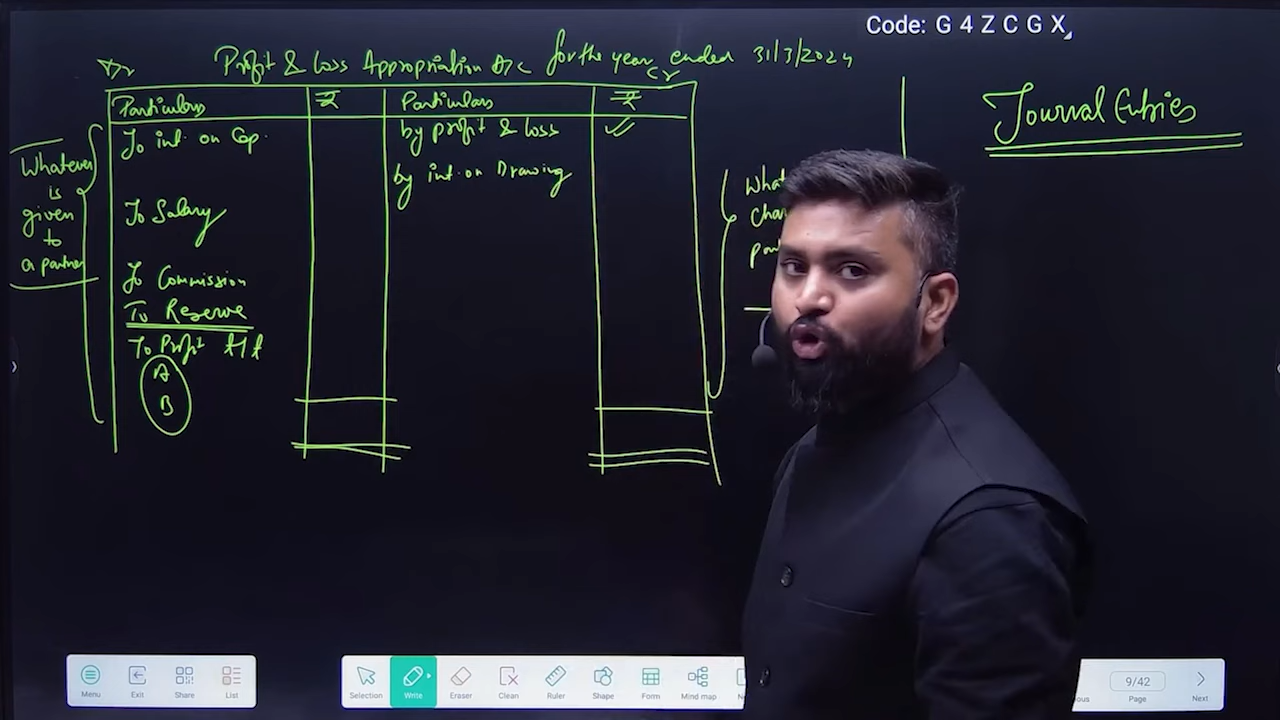 Code: G 4 Z C G X
Dr Profit & Loss Appropriation A/c for the year ended 31/3/2024
Cr
Particulars ₹ Particulars ₹
To int. on Cap.
by profit & loss
by int. on Drawing
To Salary
To Commission
To Reserve
To Profit
A
B
Whatever
is
given
to
a partner
Journal Entries
Menu Exit Share List
Selection Write Eraser Clean Ruler Shape Form Mind map
9/42
Page Next